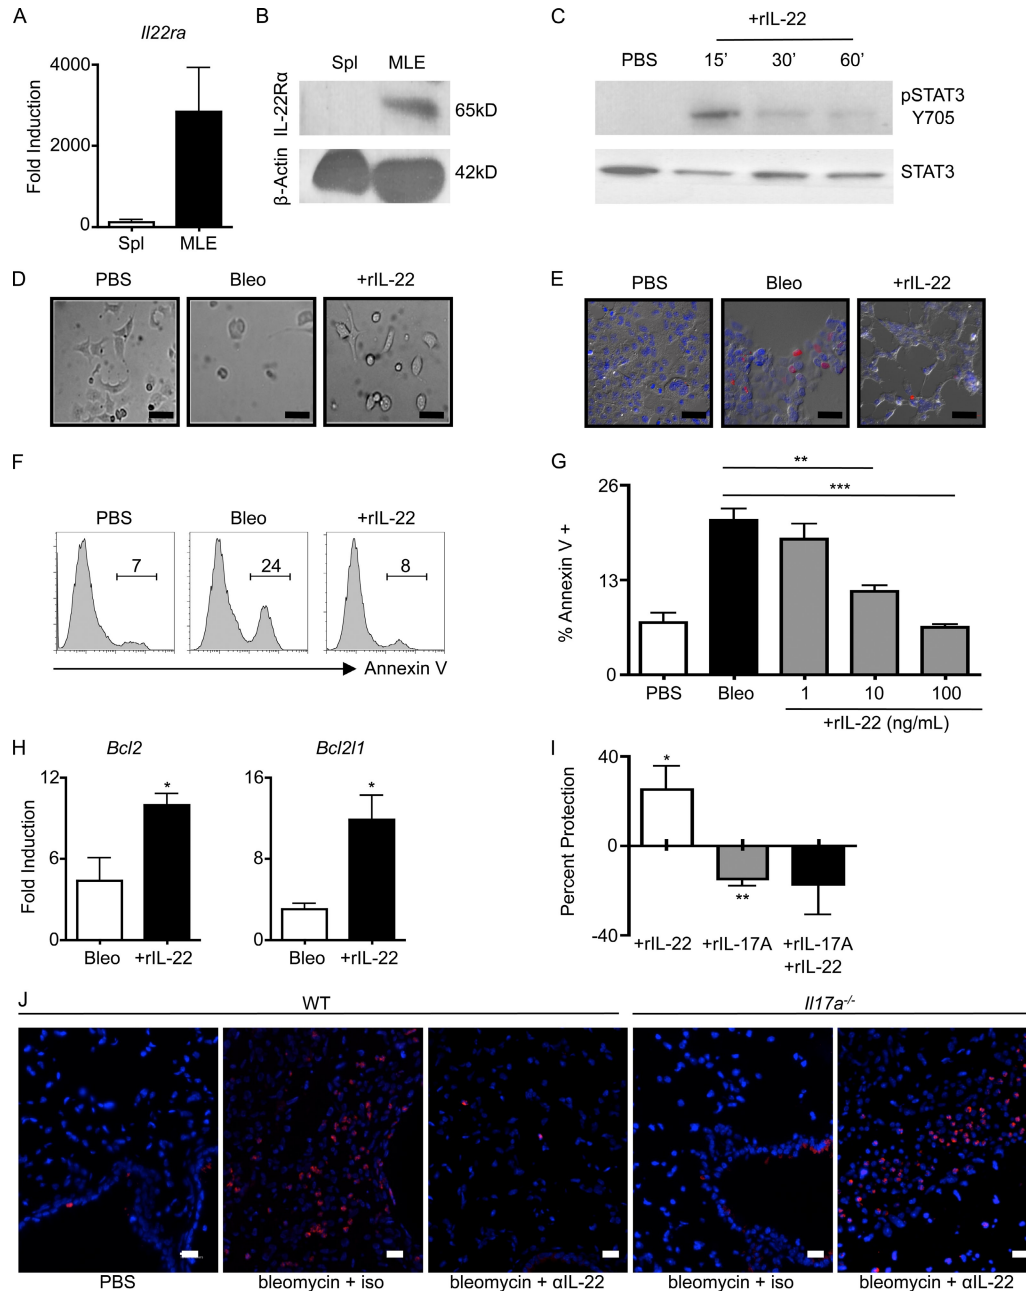 A
Il22ra
Fold Induction
4000
2000
0
Spl
MLE
B
Spl
MLE
IL-22Rα
65kD
β-Actin
42kD
C
+rIL-22
PBS
15’
30’
60’
pSTAT3
Y705
STAT3
D
PBS
Bleo
+rIL-22
E
PBS
Bleo
+rIL-22
F
PBS
Bleo
+rIL-22
7
24
8
Annexin V
G
**
***
% Annexin V +
26
13
0
PBS
Bleo
1
10
100
+rIL-22 (ng/mL)
H
Bcl2
Fold Induction
12
6
0
*
Bleo
+rIL-22
Bcl2l1
16
8
0
*
Bleo
+rIL-22
I
Percent Protection
40
0
-40
*
**
+rIL-22
+rIL-17A
+rIL-17A
+rIL-22
J
WT
Il17a-/-
PBS
bleomycin + iso
bleomycin + αIL-22
bleomycin + iso
bleomycin + αIL-22